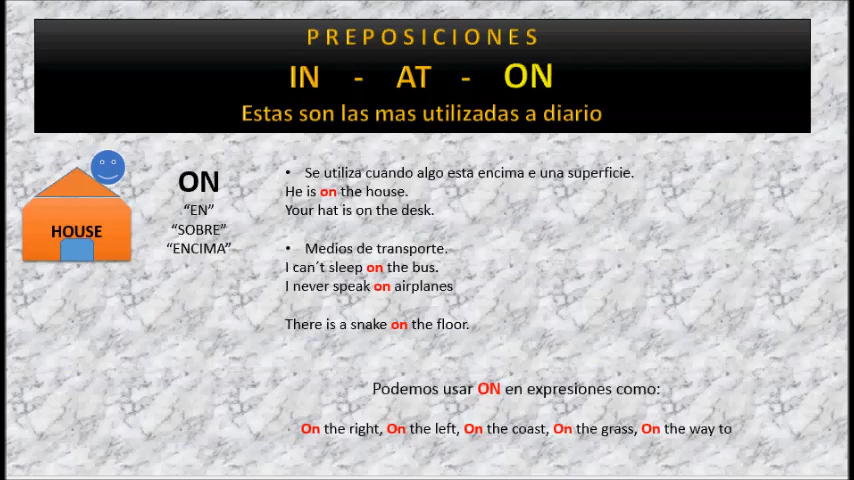 PREPOSICIONES
IN - AT - ON
Estas son las mas utilizadas a diario
HOUSE
ON
“EN”
“SOBRE”
“ENCIMA”
• Se utiliza cuando algo esta encima e una superficie.
He is on the house.
Your hat is on the desk.
• Medios de transporte.
I can´t sleep on the bus.
I never speak on airplanes
There is a snake on the floor.
Podemos usar ON en expresiones como:
On the right, On the left, On the coast, On the grass, On the way to